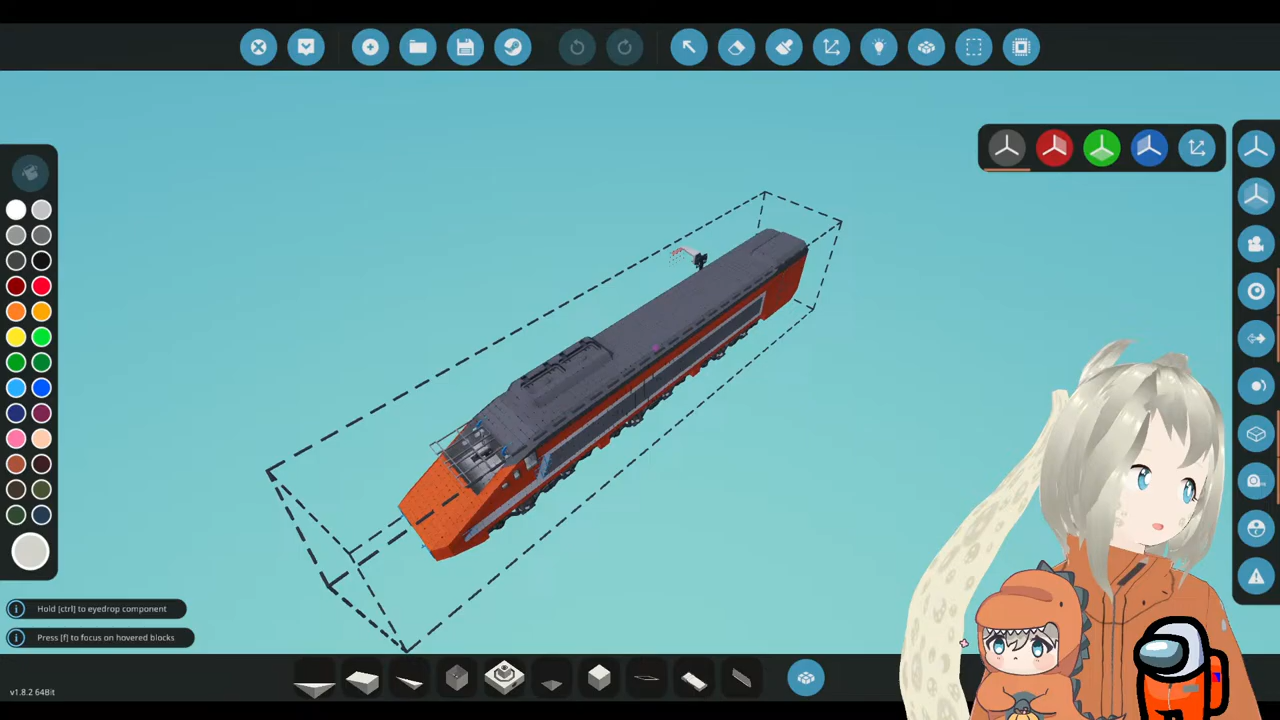 Hold [ctrl] to eyedrop component
Press [f] to focus on hovered blocks
v1.8.2 64Bit